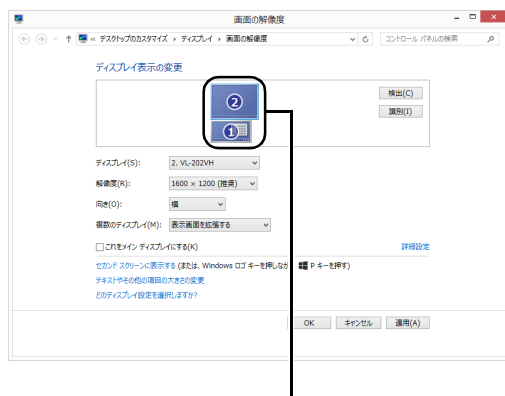 画面の解像度
« デスクトップのカスタマイズ ▸ ディスプレイ ▸ 画面の解像度
コントロール パネルの検索
ディスプレイ表示の変更
2
1
検出(C)
識別(I)
ディスプレイ(S): 2. VL-202VH
解像度(R): 1600 × 1200 (推奨)
向き(O): 横
複数のディスプレイ(M): 表示画面を拡張する
これをメイン ディスプレイにする(K)
詳細設定
セカンド スクリーンに表示する (または、Windows ロゴ キーを押しなが P キーを押す)
テキストやその他の項目の大きさの変更
どのディスプレイ設定を選択しますか?
OK キャンセル 適用(A)